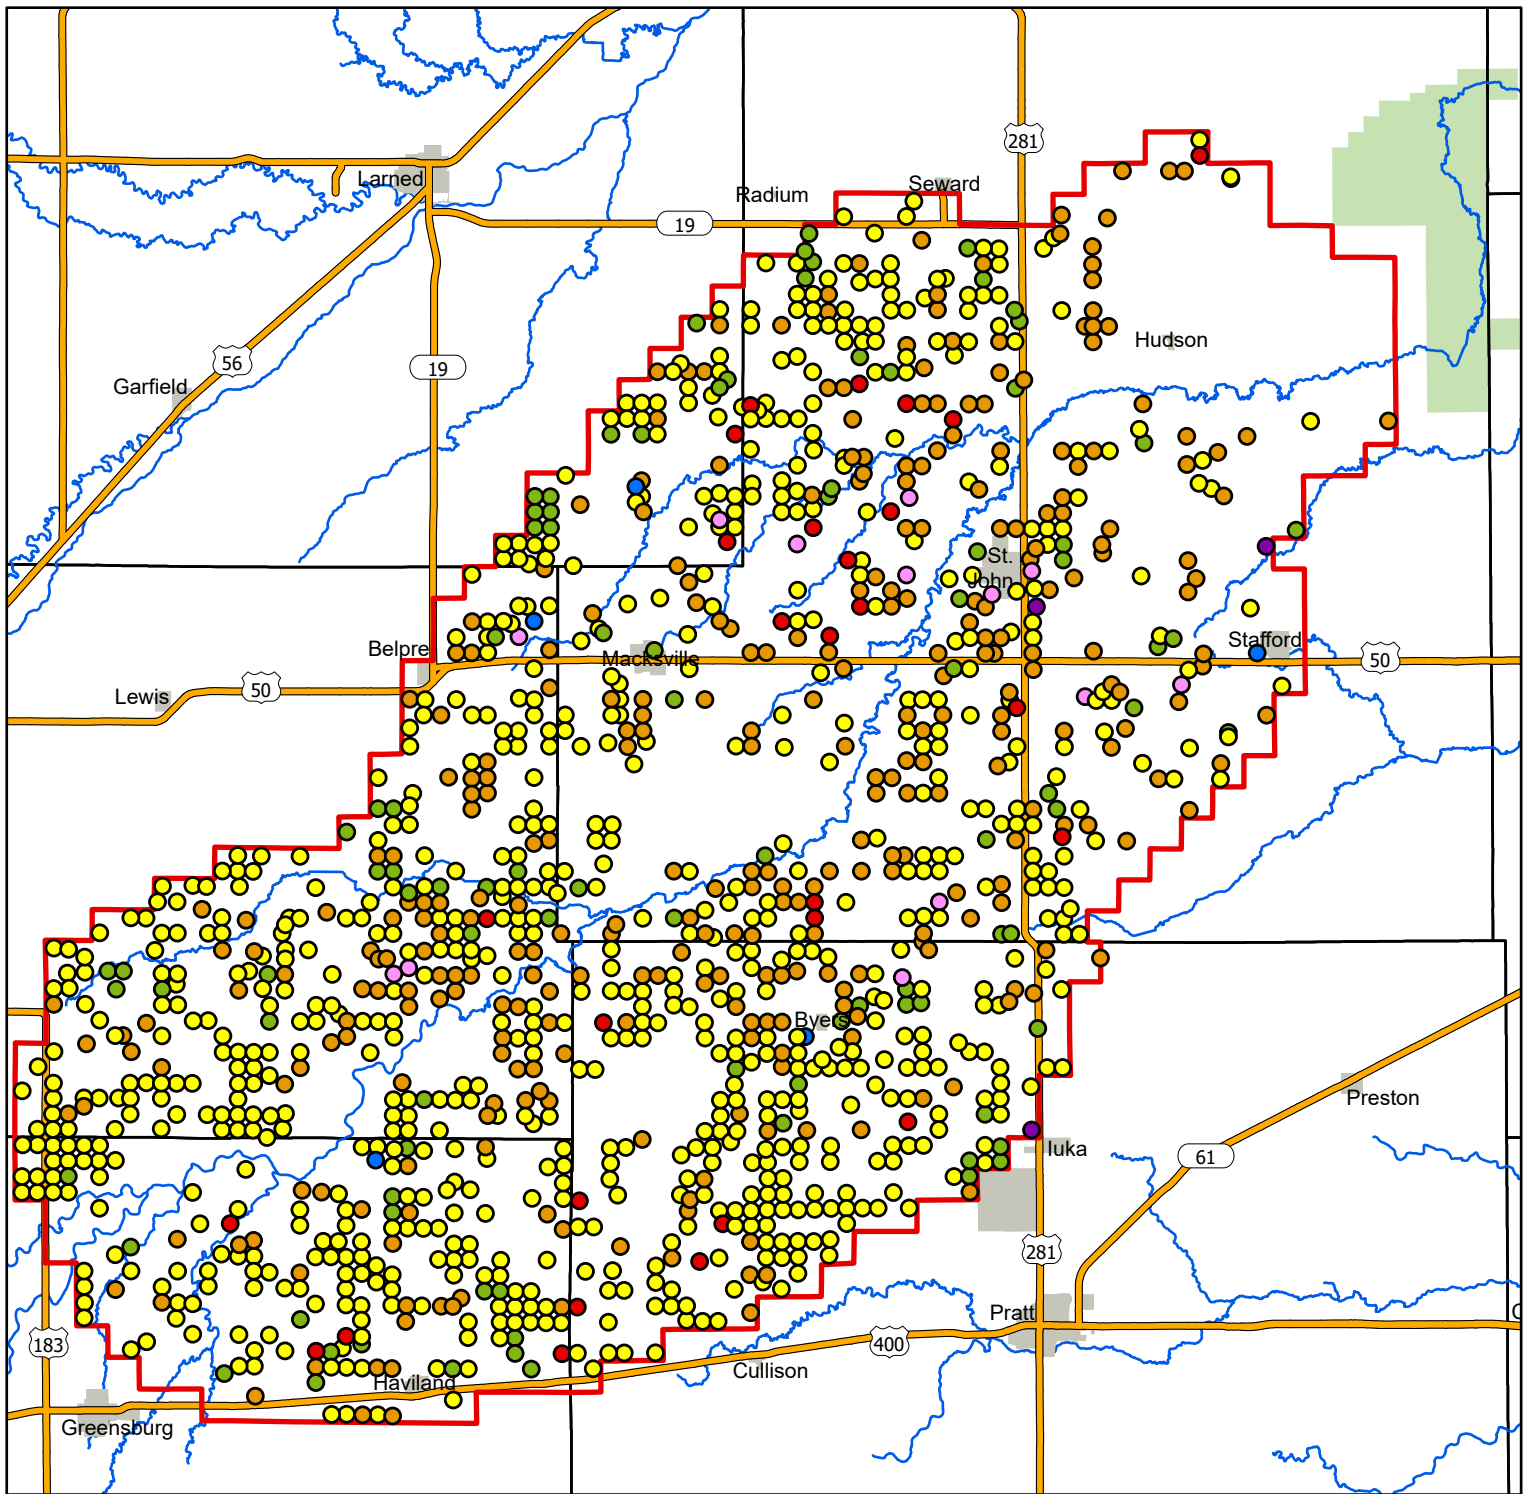 281
Larned
Radium
Seward
19
Hudson
56
19
Garfield
St.
John
Stafford
Belpre
Macksville
50
Lewis
50
Byers
Preston
Iuka
61
281
Pratt
183
400
Cullison
Haviland
Greensburg